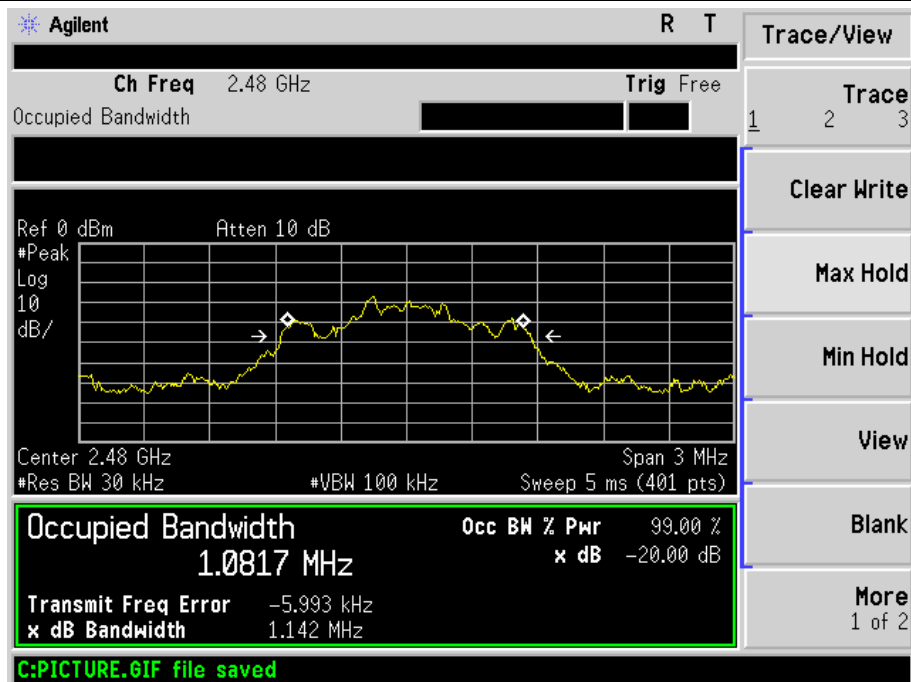 Agilent R T
Ch Freq 2.48 GHz Trig Free
Occupied Bandwidth
Ref 0 dBm Atten 10 dB
#Peak
Log
10
dB/
Center 2.48 GHz Span 3 MHz
#Res BW 30 kHz #VBW 100 kHz Sweep 5 ms (401 pts)
Occupied Bandwidth Occ BW % Pwr 99.00 %
1.0817 MHz x dB -20.00 dB
Transmit Freq Error -5.993 kHz
x dB Bandwidth 1.142 MHz
C:PICTURE.GIF file saved
Trace/View
Trace
1 2 3
Clear Write
Max Hold
Min Hold
View
Blank
More
1 of 2